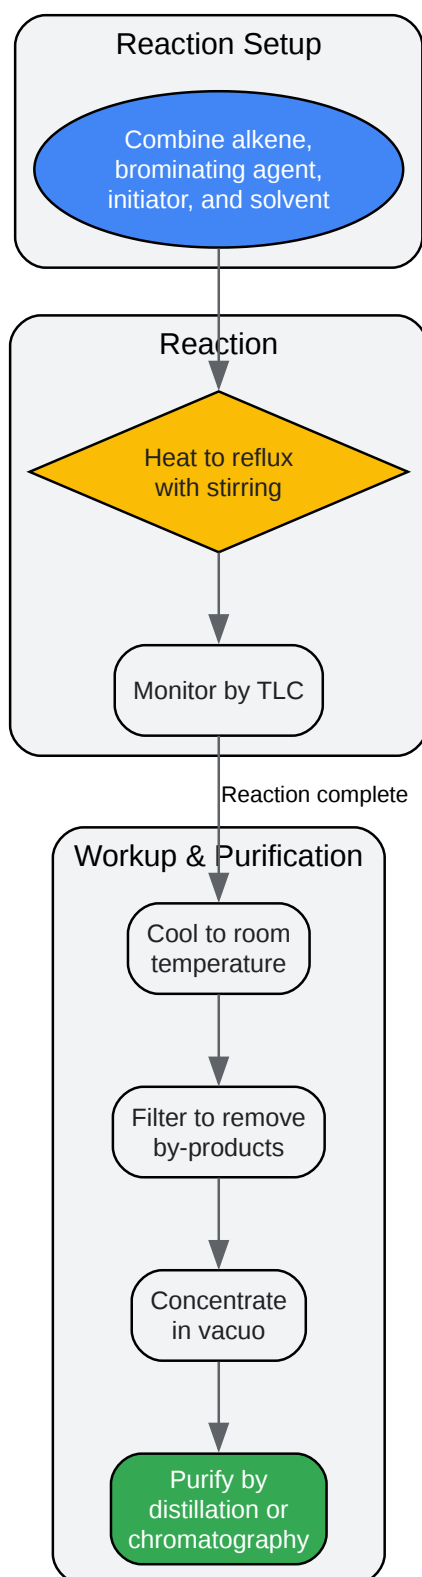 Reaction Setup
Combine alkene,
brominating agent,
initiator, and solvent
Reaction
Heat to reflux
with stirring
Monitor by TLC
Reaction complete
Workup & Purification
Cool to room
temperature
Filter to remove
by-products
Concentrate
in vacuo
Purify by
distillation or
chromatography